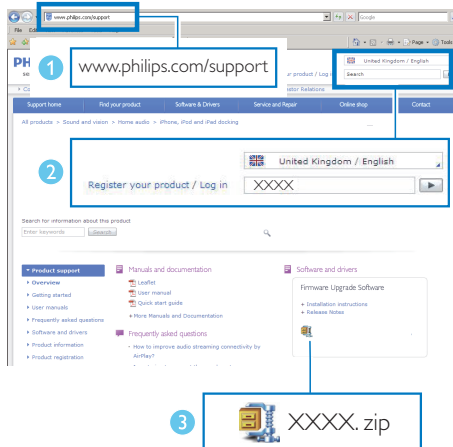 www.philips.com/support
Google
Page
Tools
1
www.philips.com/support
United Kingdom / English
Search
Support home
Find your product
Software & Drivers
Service and Repair
Online shop
Contact
All products > Sound and vision > Home audio > iPhone, iPod and iPad docking
2
United Kingdom / English
Register your product / Log in
XXXX
Search for information about this product
Enter keywords
Search
Product support
Overview
Getting started
User manuals
Frequently asked questions
Software and drivers
Product information
Product registration
Manuals and documentation
Leaflet
User manual
Quick start guide
+ More Manuals and Documentation
Frequently asked questions
- How to improve audio streaming connectivity by
AirPlay?
Software and drivers
Firmware Upgrade Software
+ Installation instructions
+ Release Notes
3
XXXX. zip